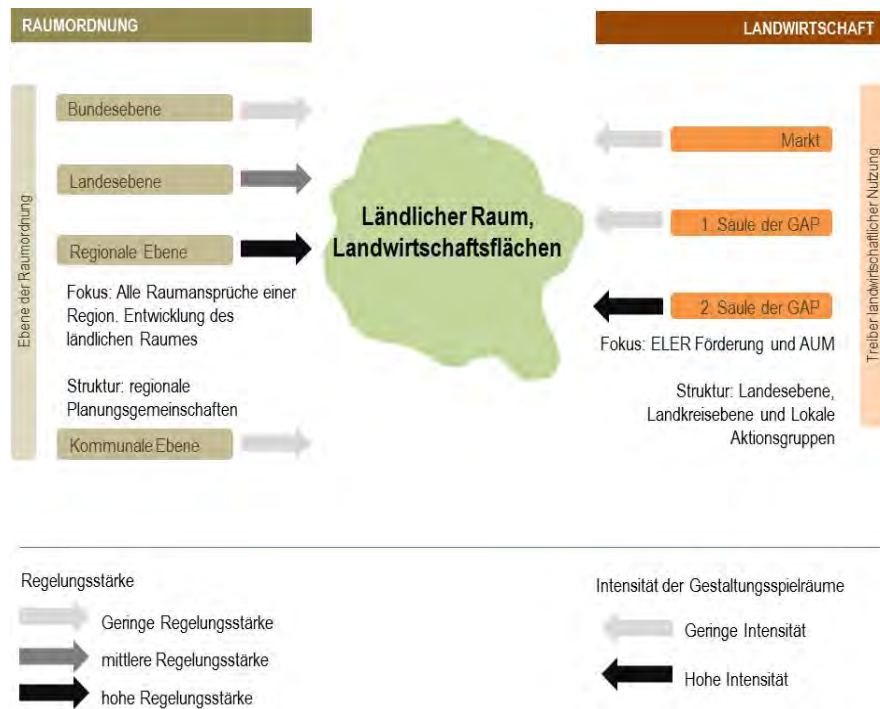 RAUMORDNUNG
LANDWIRTSCHAFT
Ebene der Raumordnung
Bundesebene
Landesebene
Regionale Ebene
Fokus: Alle Raumansprüche einer
Region. Entwicklung des
ländlichen Raumes
Struktur: regionale
Planungsgemeinschaften
Kommunale Ebene
Ländlicher Raum,
Landwirtschaftsflächen
Markt
1. Säule der GAP
2. Säule der GAP
Fokus: ELER Förderung und AUM
Struktur: Landesebene,
Landkreisebene und Lokale
Aktionsgruppen
Treiber landwirtschaftlicher Nutzung
Regelungsstärke
Geringe Regelungsstärke
mittlere Regelungsstärke
hohe Regelungsstärke
Intensität der Gestaltungsspielräume
Geringe Intensität
Hohe Intensität